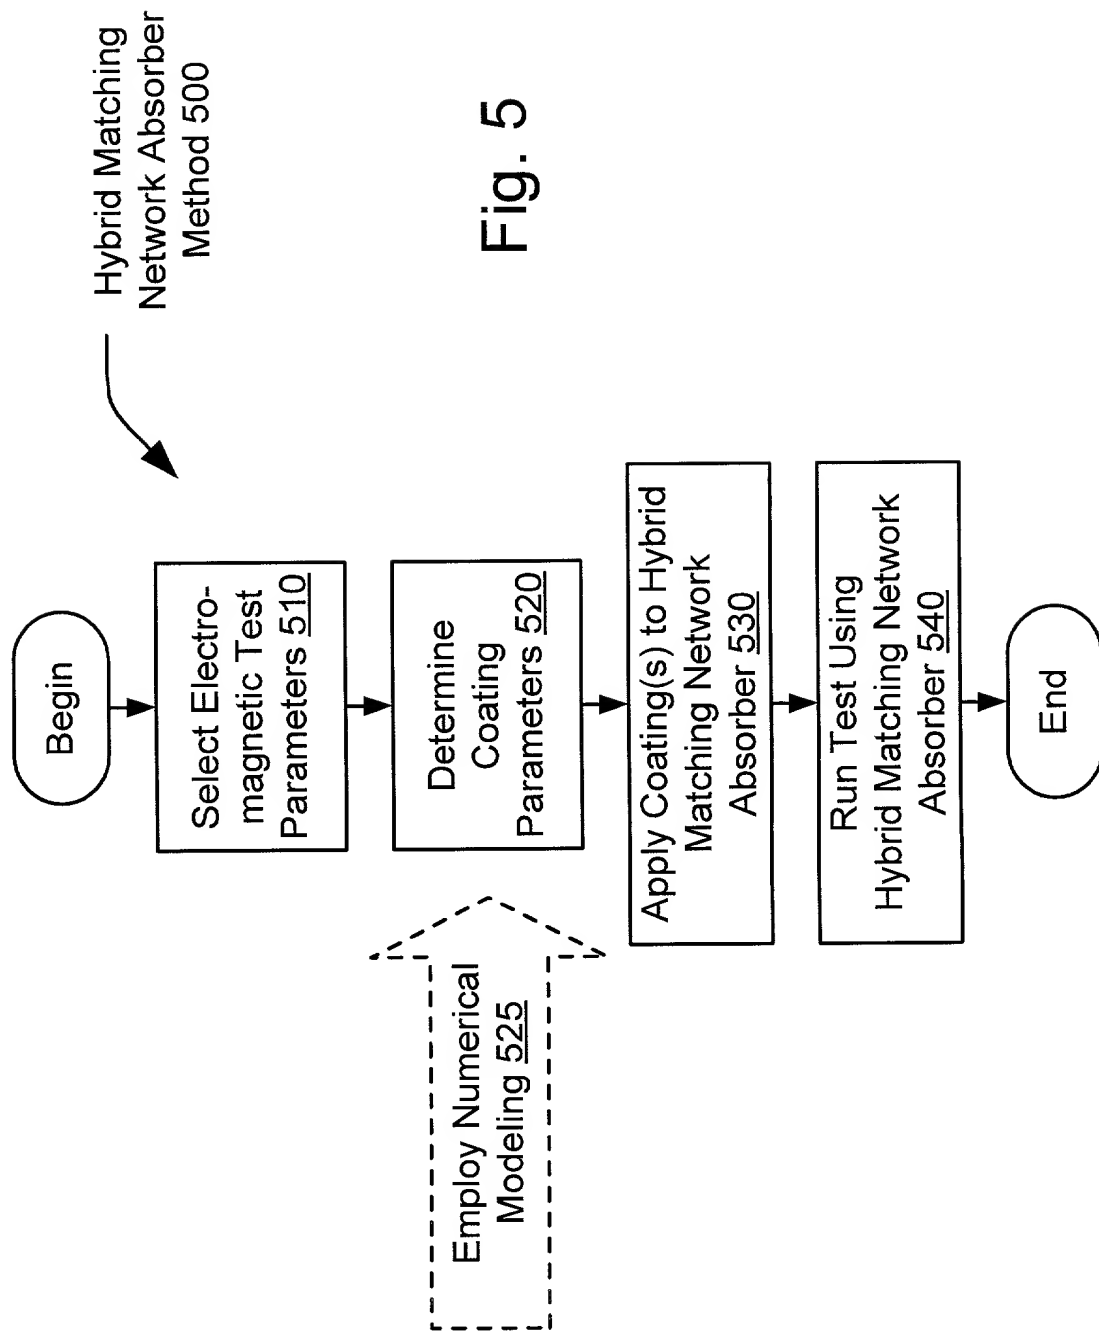 Hybrid Matching
Network Absorber
Method 500
Begin
Select Electro-
magnetic Test
Parameters 510
Employ Numerical
Modeling 525
Determine
Coating
Parameters 520
Apply Coating(s) to Hybrid
Matching Network
Absorber 530
Run Test Using
Hybrid Matching Network
Absorber 540
End
Fig. 5